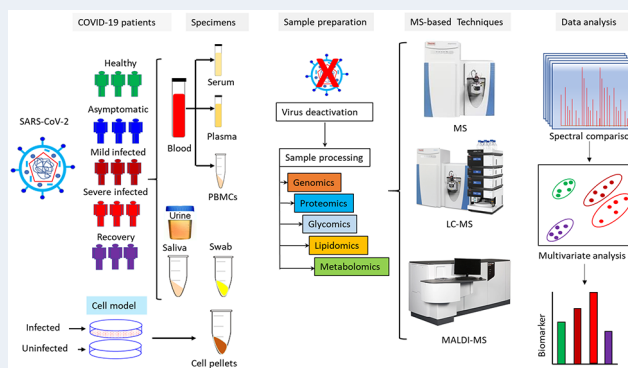 COVID-19 patients
Specimens
Sample preparation
MS-based Techniques
Data analysis
SARS-CoV-2
Healthy
Asymptomatic
Mild infected
Severe infected
Recovery
Cell model
Infected
Uninfected
Blood
Serum
Plasma
PBMCs
Urine
Saliva
Swab
Cell pellets
Virus deactivation
Sample processing
Genomics
Proteomics
Glycomics
Lipidomics
Metabolomics
MS
LC-MS
MALDI-MS
Spectral comparison
Multivariate analysis
Biomarker